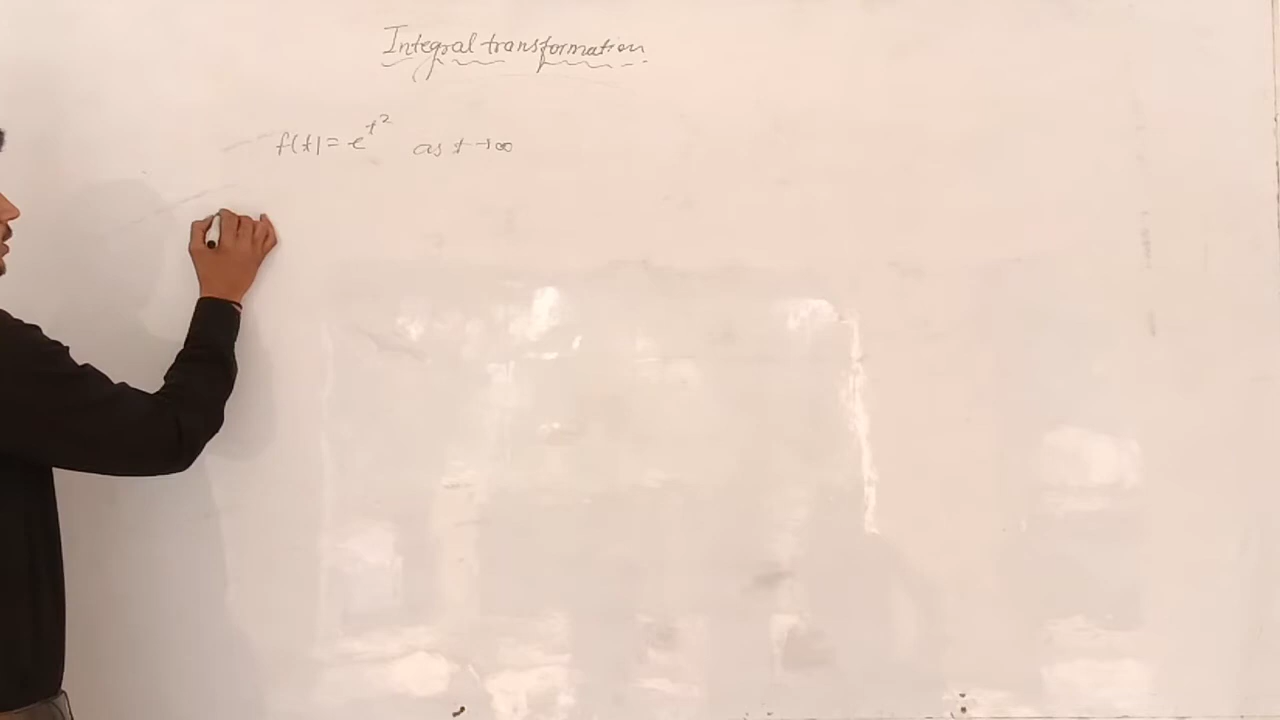 Integral transformation
f(t) = e^{t^2} as t → ∞